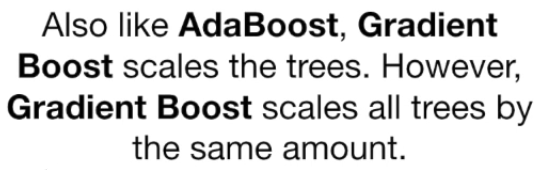 Also like AdaBoost, Gradient
Boost scales the trees. However,
Gradient Boost scales all trees by
the same amount.